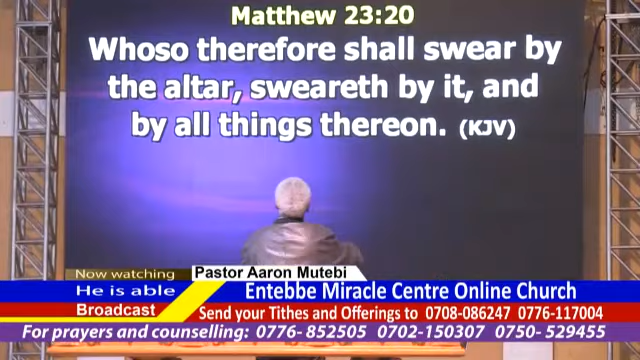 Matthew 23:20
Whoso therefore shall swear by
the altar, sweareth by it, and
by all things thereon. (KJV)
Now watching
Pastor Aaron Mutebi
He is able
Entebbe Miracle Centre Online Church
Broadcast
Send your Tithes and Offerings to 0708-086247 0776-117004
For prayers and counselling: 0776- 852505 0702-150307 0750- 529455